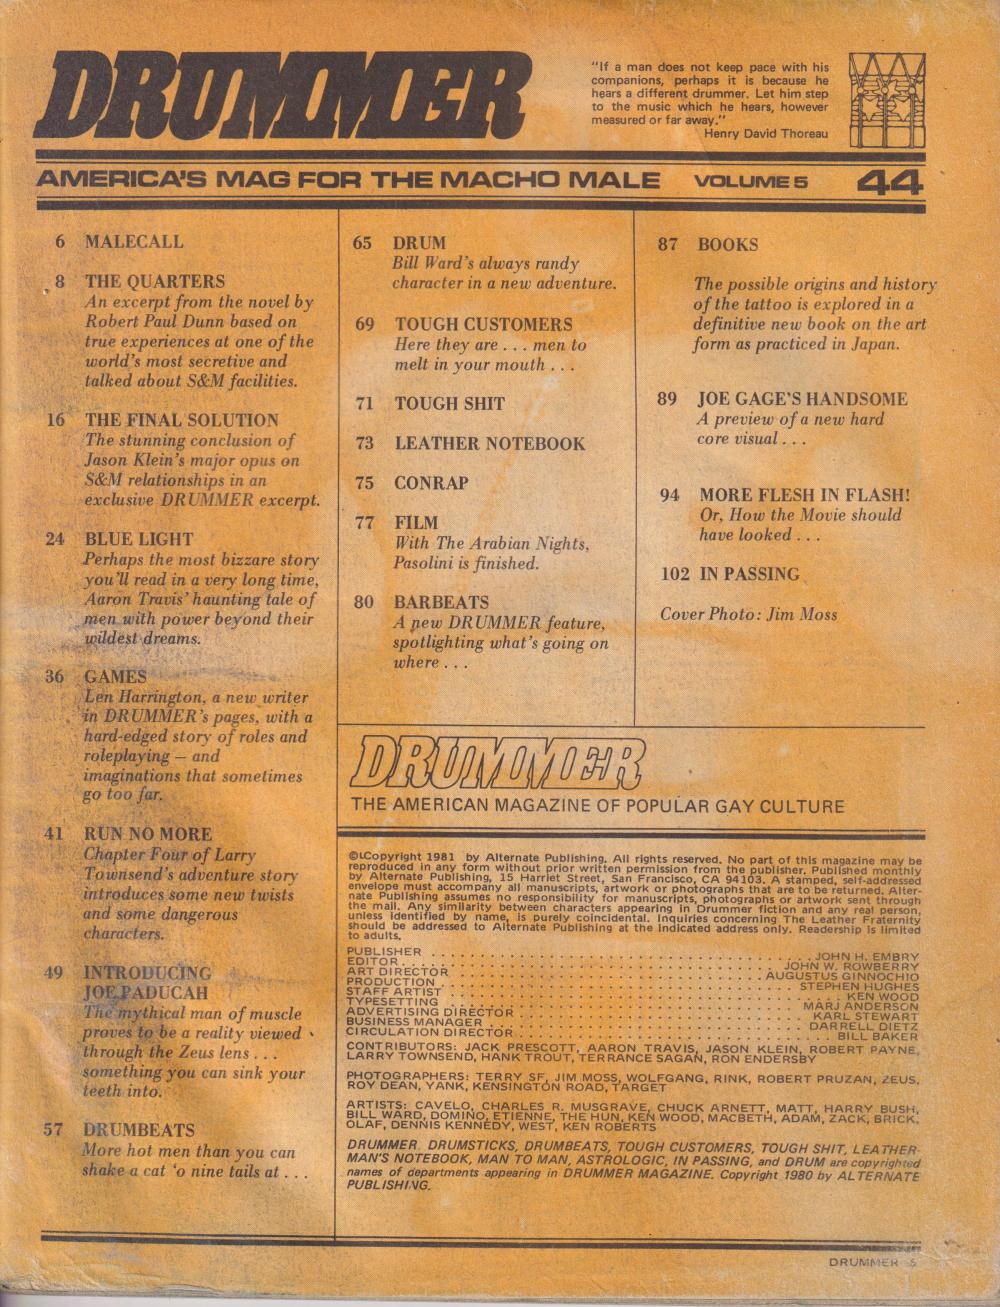 DRUMMER
"If a man does not keep pace with his
companions, perhaps it is because he
hears a different drummer. Let him step
to the music which he hears, however
measured or far away."
Henry David Thoreau
AMERICA'S MAG FOR THE MACHO MALE VOLUME 5 44
6 MALECALL
8 THE QUARTERS
An excerpt from the novel by
Robert Paul Dunn based on
true experiences at one of the
world's most secretive and
talked about S&M facilities.
16 THE FINAL SOLUTION
The stunning conclusion of
Jason Klein's major opus on
S&M relationships in an
exclusive DRUMMER excerpt.
24 BLUE LIGHT
Perhaps the most bizzare story
you'll read in a very long time,
Aaron Travis' haunting tale of
men with power beyond their
wildest dreams.
36 GAMES
Len Harrington, a new writer
in DRUMMER's pages, with a
hard-edged story of roles and
roleplaying — and
imaginations that sometimes
go too far.
41 RUN NO MORE
Chapter Four of Larry
Townsend's adventure story
introduces some new twists
and some dangerous
characters.
49 INTRODUCING
JOE PADUCAH
The mythical man of muscle
proves to be a reality viewed
through the Zeus lens . . .
something you can sink your
teeth into.
57 DRUMBEATS
More hot men than you can
shake a cat 'o nine tails at . . .
65 DRUM
Bill Ward's always randy
character in a new adventure.
69 TOUGH CUSTOMERS
Here they are . . . men to
melt in your mouth . . .
71 TOUGH SHIT
73 LEATHER NOTEBOOK
75 CONRAP
77 FILM
With The Arabian Nights,
Pasolini is finished.
80 BARBEATS
A new DRUMMER feature,
spotlighting what's going on
where . . .
87 BOOKS
The possible origins and history
of the tattoo is explored in a
definitive new book on the art
form as practiced in Japan.
89 JOE GAGE'S HANDSOME
A preview of a new hard
core visual . . .
94 MORE FLESH IN FLASH!
Or, How the Movie should
have looked . . .
102 IN PASSING
Cover Photo: Jim Moss
DRUMMER
THE AMERICAN MAGAZINE OF POPULAR GAY CULTURE
© Copyright 1981 by Alternate Publishing. All rights reserved. No part of this magazine may be
reproduced in any form without prior written permission from the publisher. Published monthly
by Alternate Publishing, 15 Harriet Street, San Francisco, CA 94103. A stamped, self-addressed
envelope must accompany all manuscripts, artwork or photographs that are to be returned. Alter-
nate Publishing assumes no responsibility for manuscripts, photographs or artwork sent through
the mail. Any similarity between characters appearing in Drummer fiction and any real person,
unless identified by name, is purely coincidental. Inquiries concerning The Leather Fraternity
should be addressed to Alternate Publishing at the indicated address only. Readership is limited
to adults.
PUBLISHER . . . . . JOHN H. EMBRY
EDITOR . . . . . JOHN W. ROWBERRY
ART DIRECTOR . . . . . AUGUSTUS GINNOCHIO
PRODUCTION . . . . . STEPHEN HUGHES
STAFF ARTIST . . . . . KEN WOOD
TYPESETTING . . . . . MARJ ANDERSON
ADVERTISING DIRECTOR . . . . . KARL STEWART
BUSINESS MANAGER . . . . . DARRELL DIETZ
CIRCULATION DIRECTOR . . . . . BILL BAKER
CONTRIBUTORS: JACK PRESCOTT, AARON TRAVIS, JASON KLEIN, ROBERT PAYNE,
LARRY TOWNSEND, HANK TROUT, TERRANCE SAGAN, RON ENDERSBY
PHOTOGRAPHERS: TERRY SF, JIM MOSS, WOLFGANG, RINK, ROBERT PRUZAN, ZEUS,
ROY DEAN, YANK, KENSINGTON ROAD, TARGET
ARTISTS: CAVELO, CHARLES R. MUSGRAVE, CHUCK ARNETT, MATT, HARRY BUSH,
BILL WARD, DOMINO, ETIENNE, THE HUN, KEN WOOD, MACBETH, ADAM, ZACK, BRICK,
OLAF, DENNIS KENNEDY, WEST, KEN ROBERTS
DRUMMER, DRUMSTICKS, DRUMBEATS, TOUGH CUSTOMERS, TOUGH SHIT, LEATHER-
MAN'S NOTEBOOK, MAN TO MAN, ASTROLOGIC, IN PASSING, and DRUM are copyrighted
names of departments appearing in DRUMMER MAGAZINE. Copyright 1980 by ALTERNATE
PUBLISHING.
DRUMMER 5